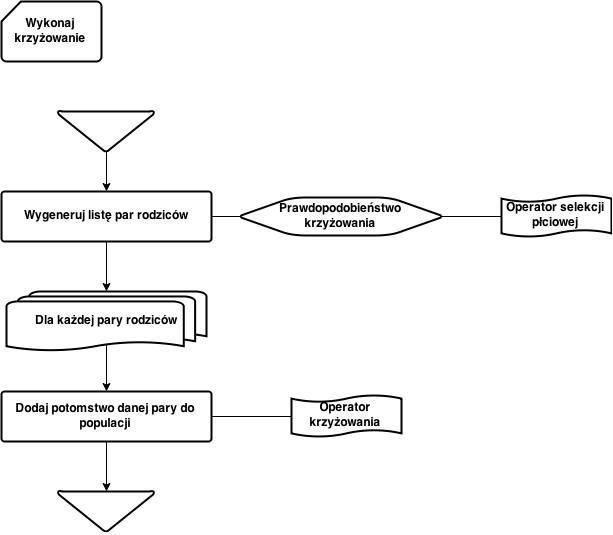 Wykonaj
krzyżowanie
Wygeneruj listę par rodziców
Prawdopodobieństwo
krzyżowania
Operator selekcji
płciowej
Dla każdej pary rodziców
Dodaj potomstwo danej pary do
populacji
Operator
krzyżowania